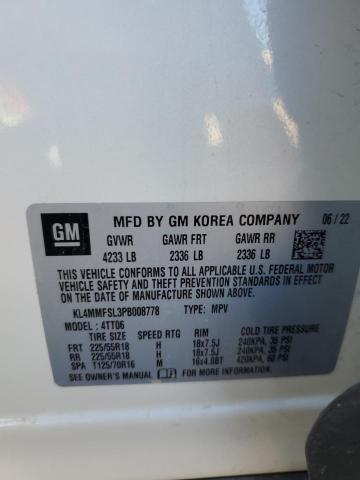 GM
MFD BY GM KOREA COMPANY 06 / 22
GVWR GAWR FRT GAWR RR
4233 LB 2336 LB 2336 LB
THIS VEHICLE CONFORMS TO ALL APPLICABLE U.S. FEDERAL MOTOR
VEHICLE SAFETY AND THEFT PREVENTION STANDARDS IN EFFECT
ON THE DATE OF MANUFACTURE SHOWN ABOVE.
KL4MMFSL3PB008778 TYPE: MPV
MODEL : 4TT06
TIRE SIZE SPEED RTG RIM COLD TIRE PRESSURE
FRT 225/55R18 H 18x7.5J 240KPA, 35 PSI
RR 225/55R18 H 18x7.5J 240KPA, 35 PSI
SPA T125/70R16 M 16x4.0BT 420KPA, 60 PSI
SEE OWNER'S MANUAL FOR ADDITIONAL INFORMATION